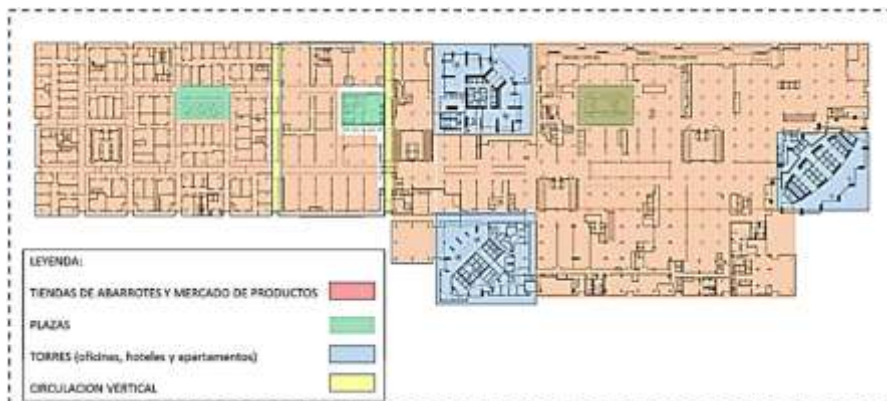 LEYENDA:
TIENDAS DE ABARROTES Y MERCADO DE PRODUCTOS
PLAZAS
TORRES (oficinas, hoteles y apartamentos)
CIRCULACION VERTICAL